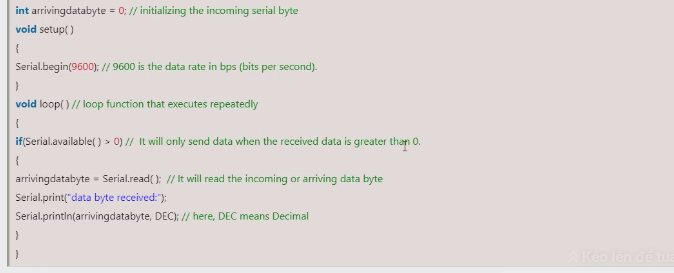 int arrivingdatabyte = 0; // initializing the incoming serial byte
void setup( )
{
Serial.begin(9600); // 9600 is the data rate in bps (bits per second).
}
void loop( ) // loop function that executes repeatedly
{
if(Serial.available( ) > 0) //  It will only send data when the received data is greater than 0.
{
arrivingdatabyte = Serial.read( );  // It will read the incoming or arriving data byte
Serial.print("data byte received:");
Serial.println(arrivingdatabyte, DEC); // here, DEC means Decimal
}
}
Kéo lên để